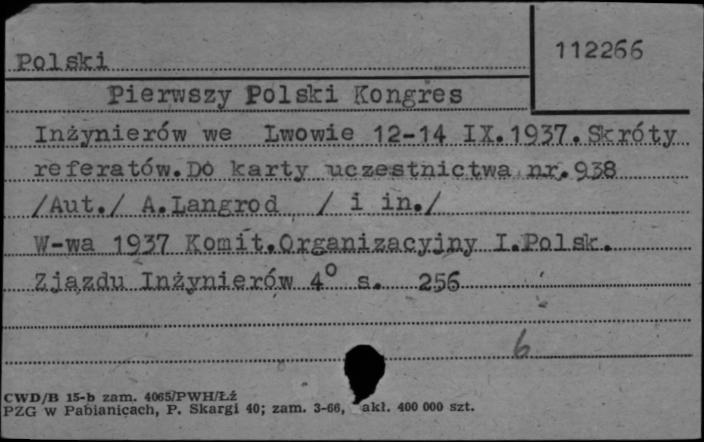 Polski
112266
Pierwszy Polski Kongres
Inżynierów we Lwowie 12-14 IX.1937.Skróty
referatów.Do karty uczestnictwa nr.938
/Aut./ A.Langrod / i in./
W-wa 1937 Komit.Organizacyjny I.Polsk.
Zjazdu Inżynierów 4° s. 256
6
CWD/B 15-b zam. 4065/PWH/Łź
PZG w Pabianicach, P. Skargi 40; zam. 3-66, akł. 400 000 szt.